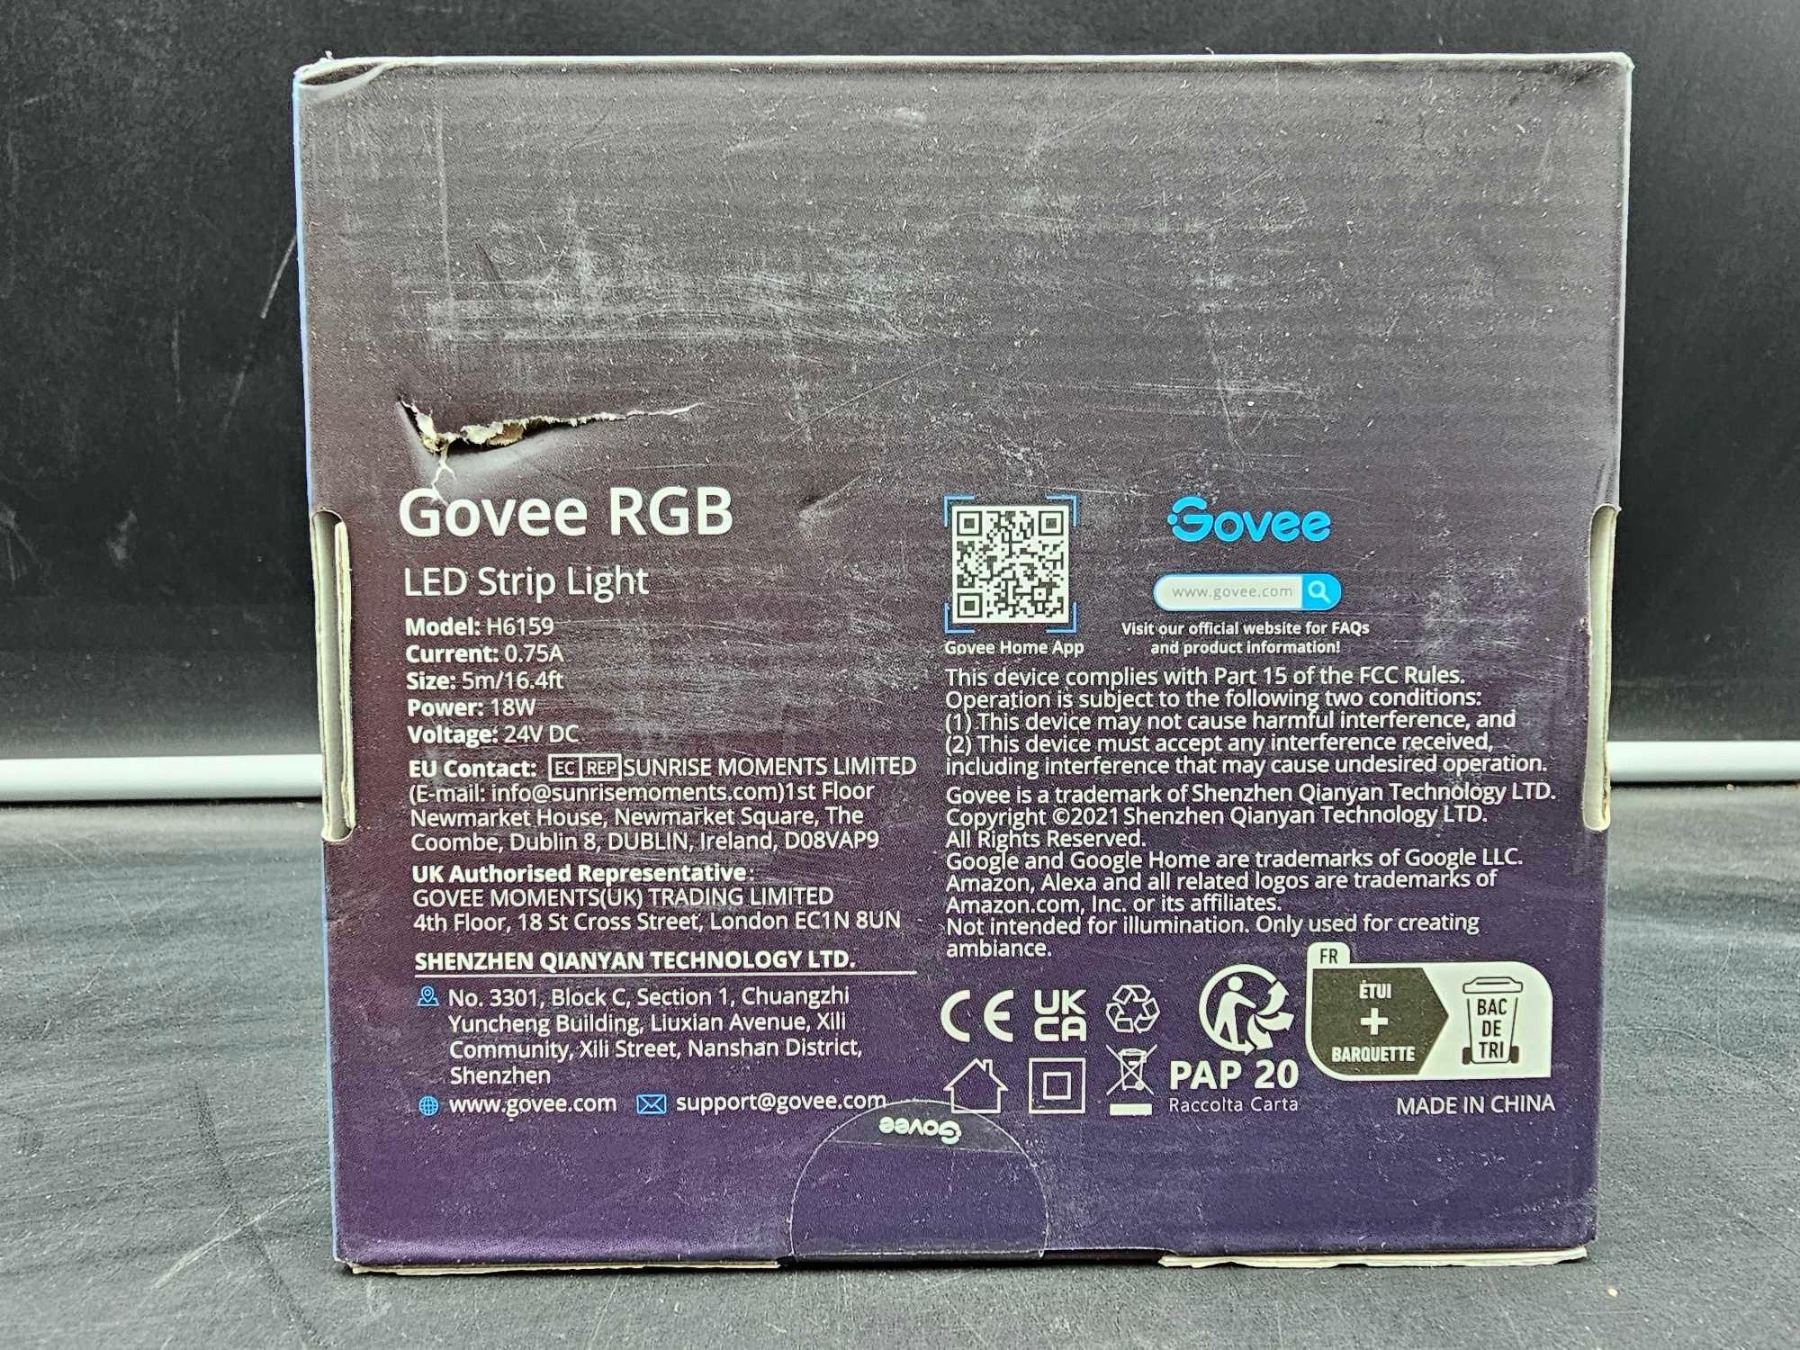 Govee RGB
LED Strip Light
Model: H6159
Current: 0.75A
Size: 5m/16.4ft
Power: 18W
Voltage: 24V DC
EU Contact: EC REP SUNRISE MOMENTS LIMITED
(E-mail: info@sunrisemoments.com)1st Floor
Newmarket House, Newmarket Square, The
Coombe, Dublin 8, DUBLIN, Ireland, D08VAP9
UK Authorised Representative:
GOVEE MOMENTS(UK) TRADING LIMITED
4th Floor, 18 St Cross Street, London EC1N 8UN
SHENZHEN QIANYAN TECHNOLOGY LTD.
No. 3301, Block C, Section 1, Chuangzhi
Yuncheng Building, Liuxian Avenue, Xili
Community, Xili Street, Nanshan District,
Shenzhen
www.govee.com support@govee.com
Govee Home App
Govee
www.govee.com
Visit our official website for FAQs
and product information!
This device complies with Part 15 of the FCC Rules.
Operation is subject to the following two conditions:
(1) This device may not cause harmful interference, and
(2) This device must accept any interference received,
including interference that may cause undesired operation.
Govee is a trademark of Shenzhen Qianyan Technology LTD.
Copyright ©2021 Shenzhen Qianyan Technology LTD.
All Rights Reserved.
Google and Google Home are trademarks of Google LLC.
Amazon, Alexa and all related logos are trademarks of
Amazon.com, Inc. or its affiliates.
Not intended for illumination. Only used for creating
ambiance.
CE
UK
CA
PAP 20
Raccolta Carta
FR
ÉTUI
+
BARQUETTE
BAC
DE
TRI
MADE IN CHINA
Govee